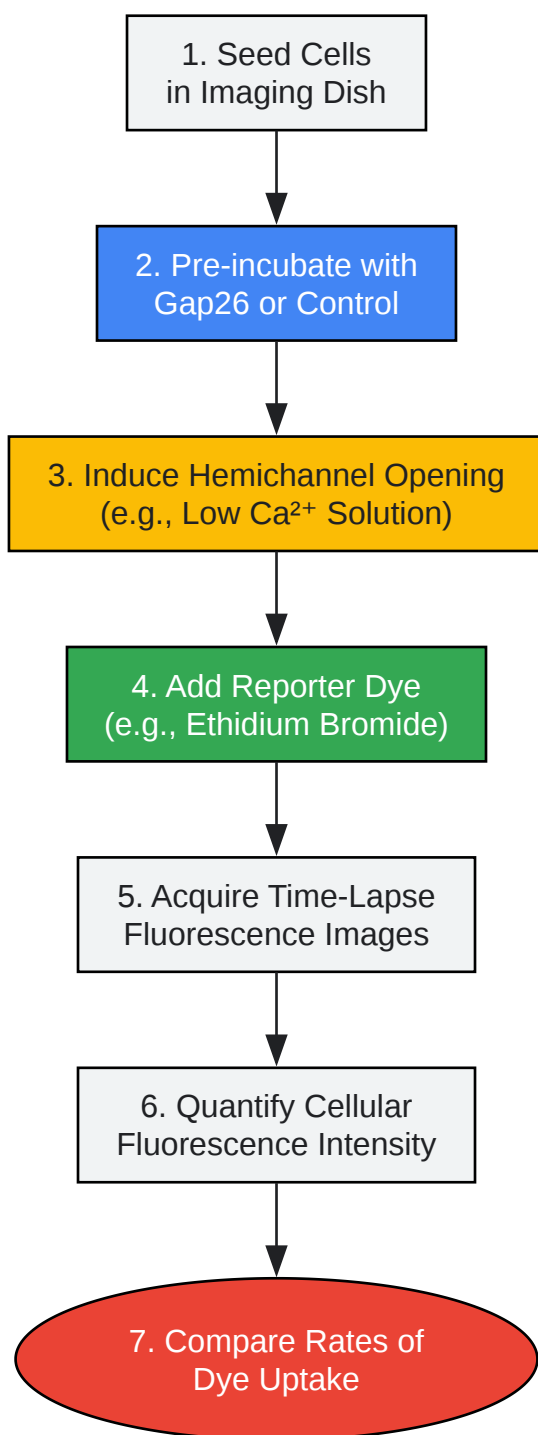 1. Seed Cells
in Imaging Dish
2. Pre-incubate with
Gap26 or Control
3. Induce Hemichannel Opening
(e.g., Low Ca²⁺ Solution)
4. Add Reporter Dye
(e.g., Ethidium Bromide)
5. Acquire Time-Lapse
Fluorescence Images
6. Quantify Cellular
Fluorescence Intensity
7. Compare Rates of
Dye Uptake